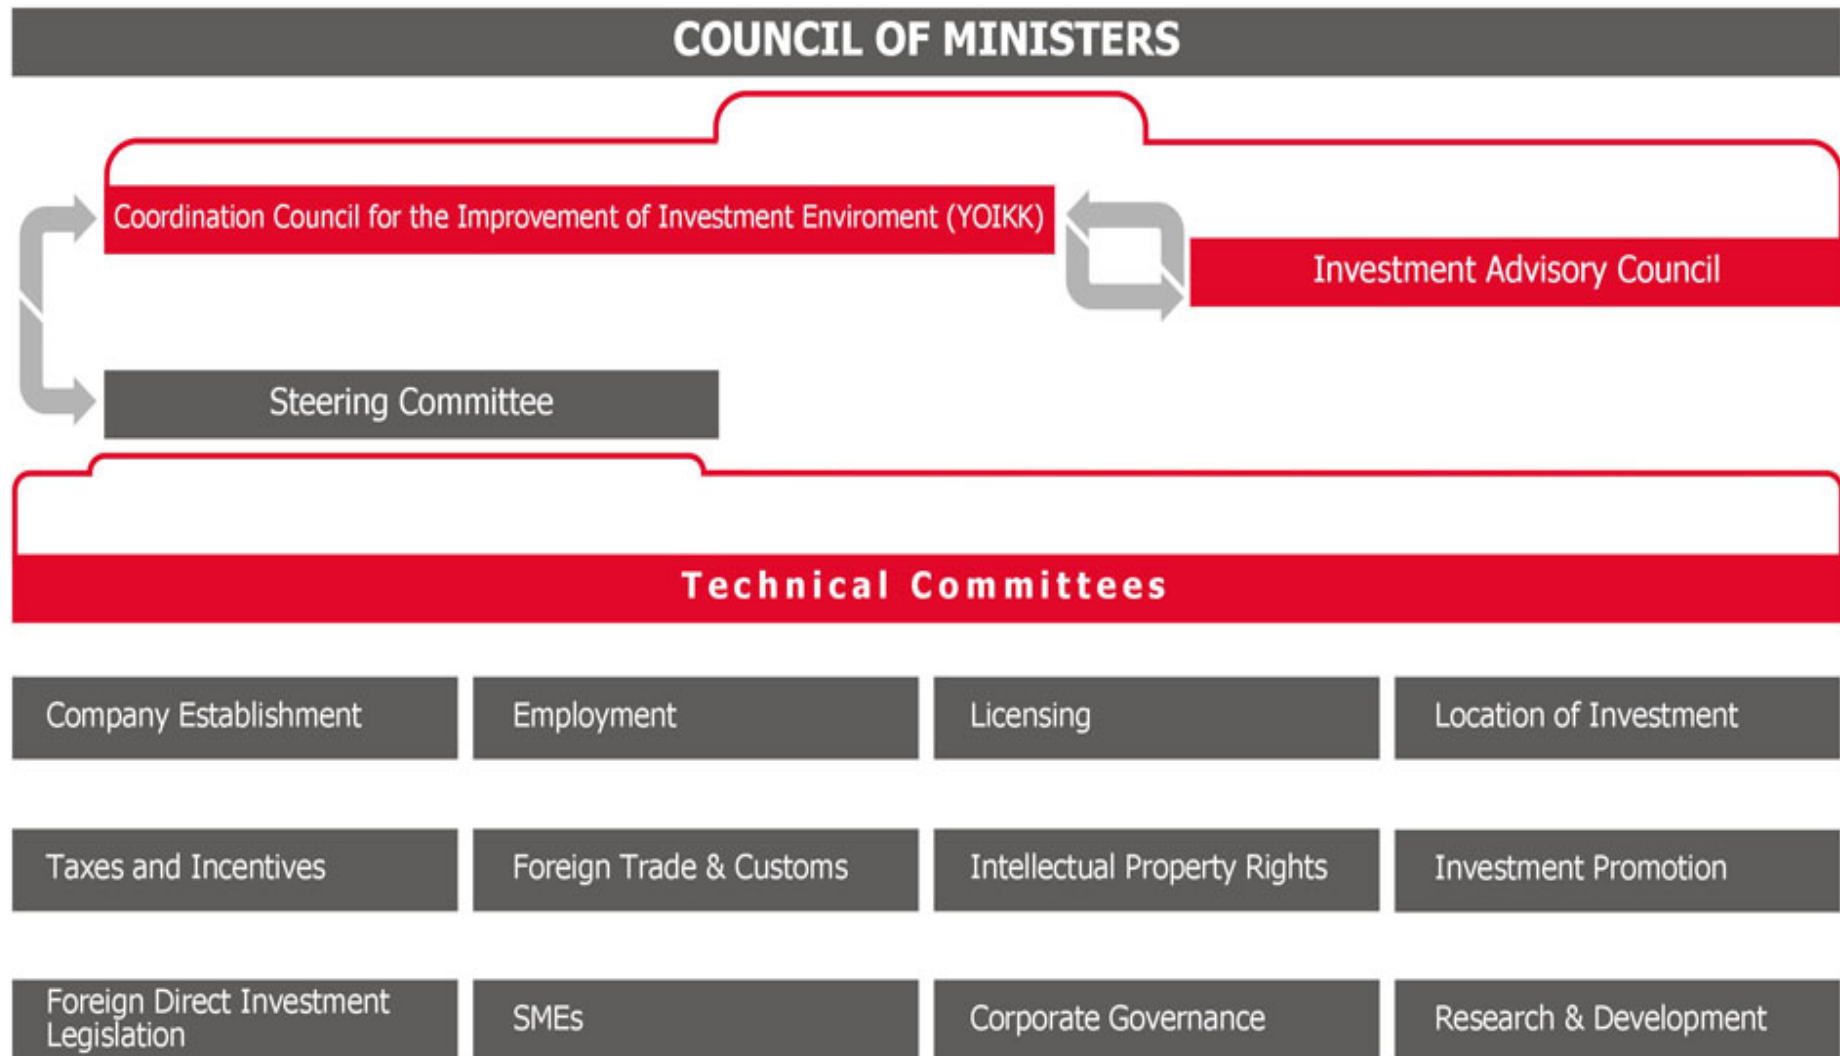 COUNCIL OF MINISTERS
Coordination Council for the Improvement of Investment Enviroment (YOIKK)
Investment Advisory Council
Steering Committee
Technical Committees
Company Establishment
Employment
Licensing
Location of Investment
Taxes and Incentives
Foreign Trade & Customs
Intellectual Property Rights
Investment Promotion
Foreign Direct Investment
Legislation
SMEs
Corporate Governance
Research & Development